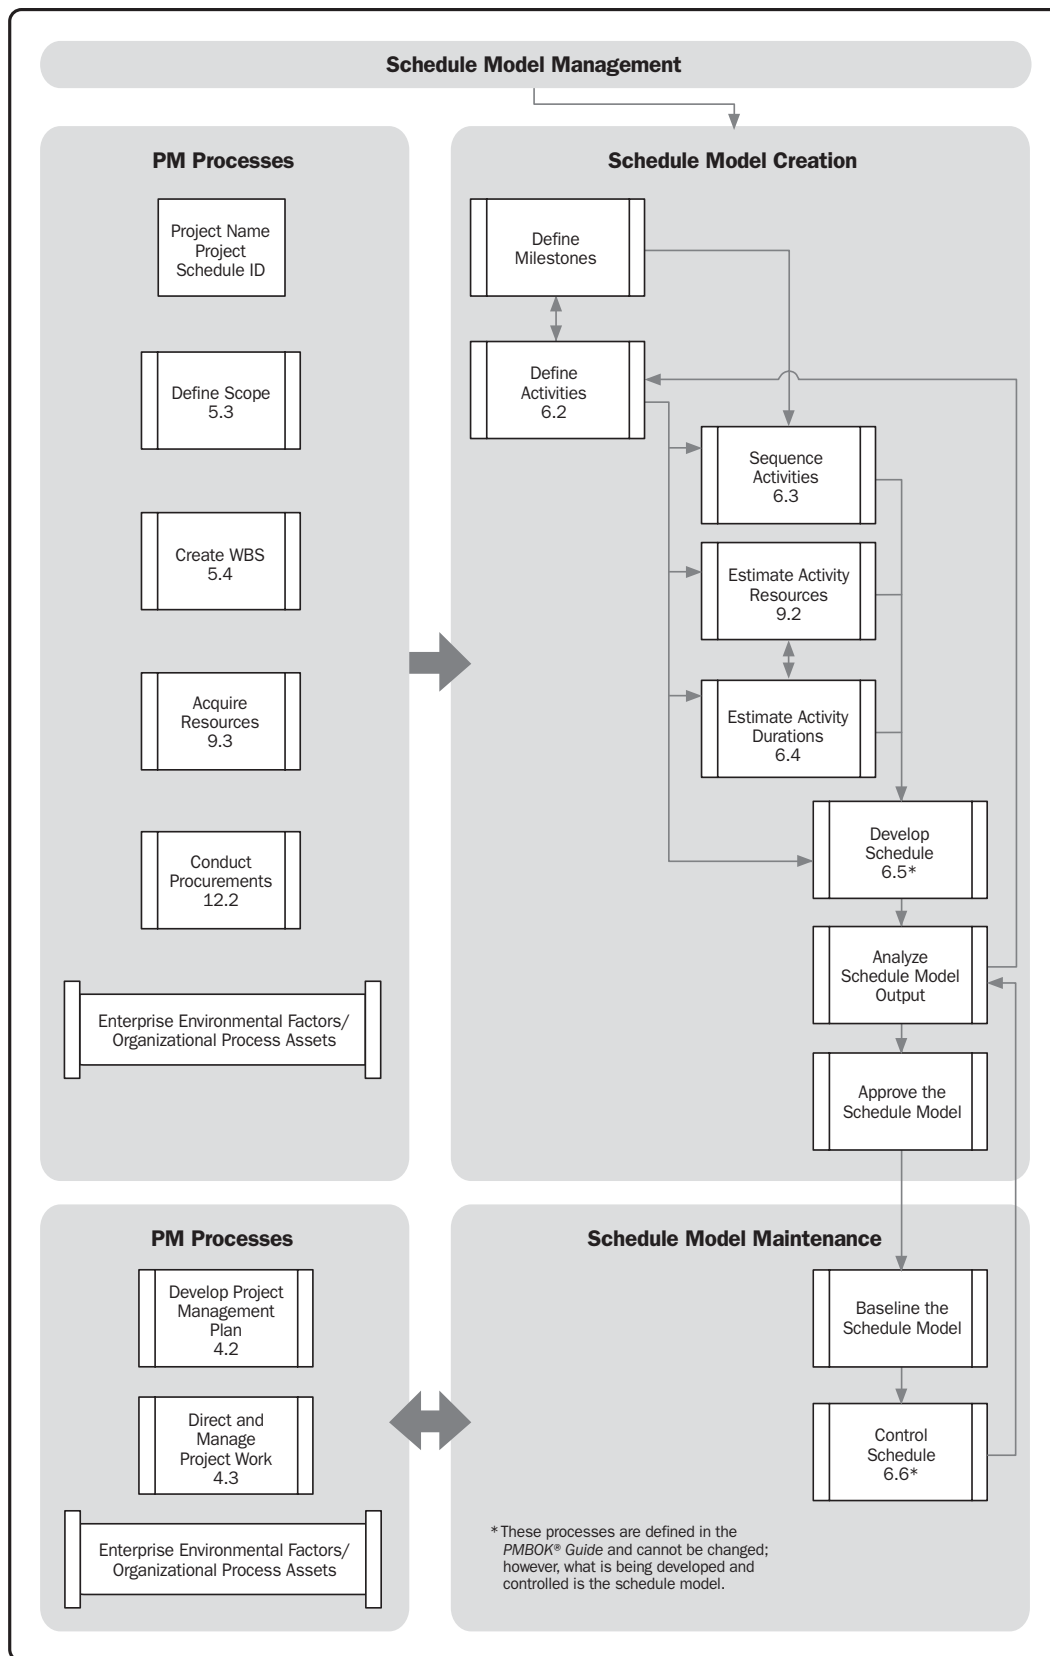 Schedule Model Management
PM Processes
Project Name
Project
Schedule ID
Define Scope
5.3
Create WBS
5.4
Acquire
Resources
9.3
Conduct
Procurements
12.2
Enterprise Environmental Factors/
Organizational Process Assets
Schedule Model Creation
Define
Milestones
Define
Activities
6.2
Sequence
Activities
6.3
Estimate Activity
Resources
9.2
Estimate Activity
Durations
6.4
Develop
Schedule
6.5*
Analyze
Schedule Model
Output
Approve the
Schedule Model
PM Processes
Develop Project
Management
Plan
4.2
Direct and
Manage
Project Work
4.3
Enterprise Environmental Factors/
Organizational Process Assets
Schedule Model Maintenance
Baseline the
Schedule Model
Control
Schedule
6.6*
* These processes are defined in the
PMBOK® Guide and cannot be changed;
however, what is being developed and
controlled is the schedule model.